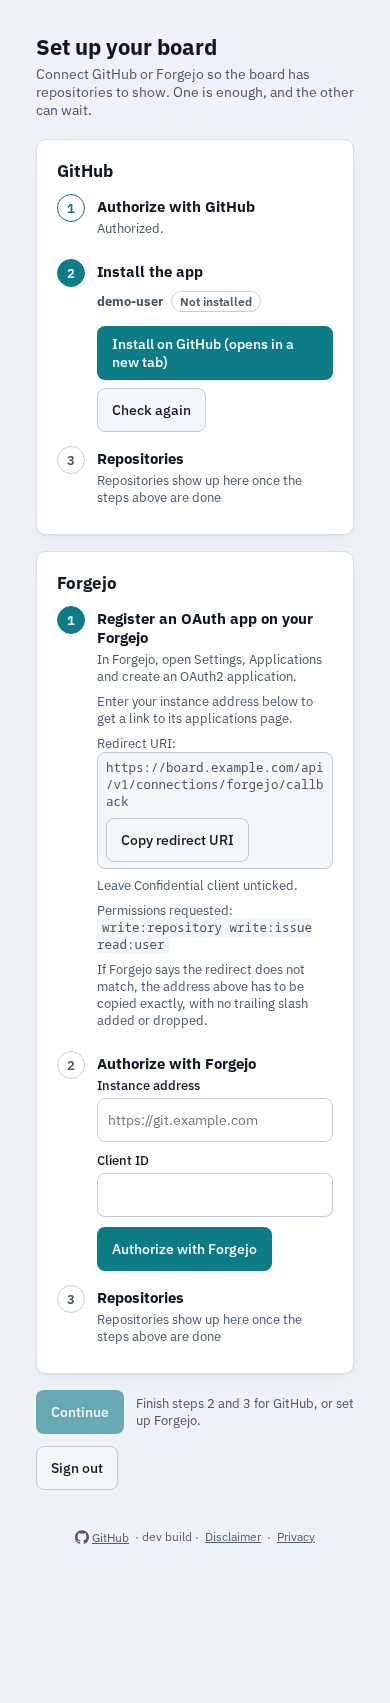 Set up your board
Connect GitHub or Forgejo so the board has
repositories to show. One is enough, and the other
can wait.
GitHub
1 Authorize with GitHub
Authorized.
2 Install the app
demo-user Not installed
Install on GitHub (opens in a
new tab)
Check again
3 Repositories
Repositories show up here once the
steps above are done
Forgejo
1 Register an OAuth app on your
Forgejo
In Forgejo, open Settings, Applications
and create an OAuth2 application.
Enter your instance address below to
get a link to its applications page.
Redirect URI:
https://board.example.com/api
/v1/connections/forgejo/callb
ack
Copy redirect URI
Leave Confidential client unticked.
Permissions requested:
write:repository write:issue
read:user
If Forgejo says the redirect does not
match, the address above has to be
copied exactly, with no trailing slash
added or dropped.
2 Authorize with Forgejo
Instance address
https://git.example.com
Client ID
Authorize with Forgejo
3 Repositories
Repositories show up here once the
steps above are done
Continue
Finish steps 2 and 3 for GitHub, or set
up Forgejo.
Sign out
GitHub · dev build · Disclaimer · Privacy